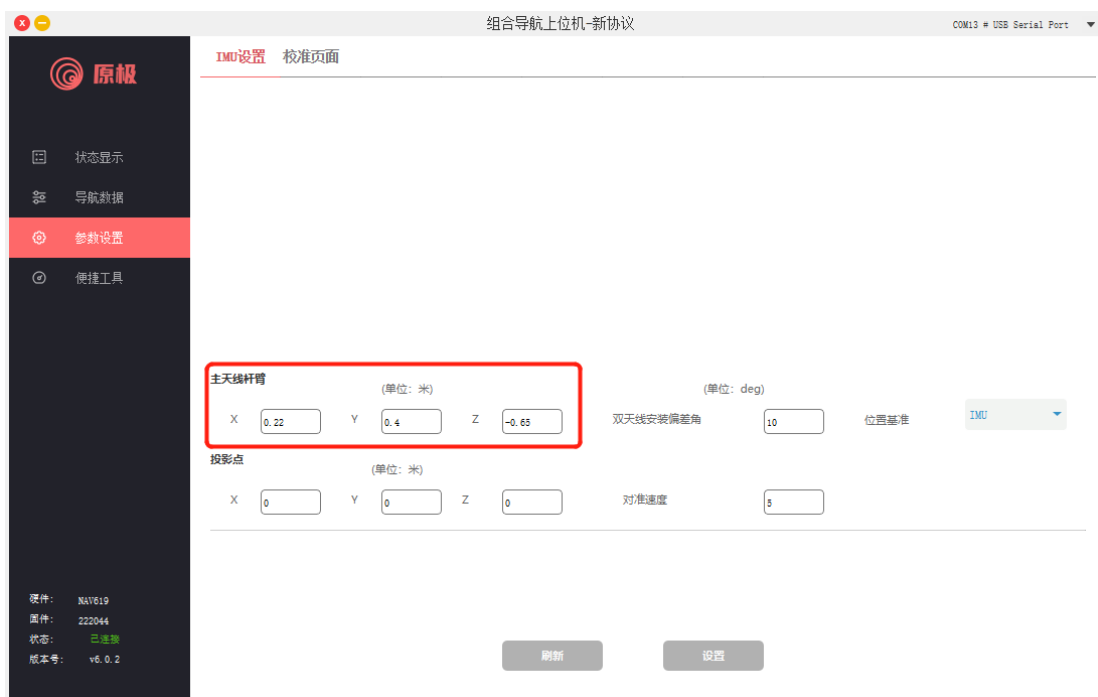 组合导航上位机-新协议
COM13 # USB Serial Port
原极
IMU设置 校准页面
状态显示
导航数据
参数设置
便捷工具
主天线杆臂
(单位: 米) (单位: deg)
X 0.22 Y 0.4 Z -0.65 双天线安装偏差角 10 位置基准 IMU
投影点
(单位: 米)
X 0 Y 0 Z 0 对准速度 5
硬件: NAV619
固件: 222044
状态: 已连接
版本号: v6.0.2
刷新 设置